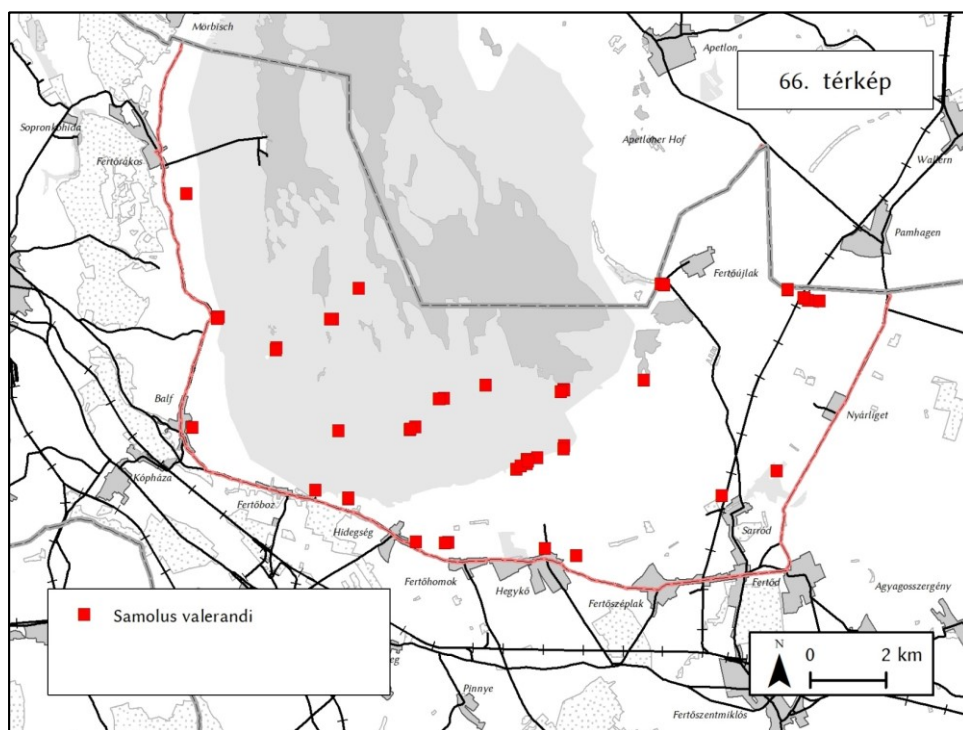 Mörbisch
Apetlon
66. térkép
Sopronkőhida
Fertőrákos
Apetloner Hof
Wallern
Pamhagen
Fertőújlak
Balf
Nyárliget
Kópháza
Fertőboz
Hidegség
Sarród
Fertőhomok
Hegykő
Fertőszéplak
Fertőd
Agyagosszergény
Samolus valerandi
N
0 2 km
Pinnye
Fertőszentmiklós